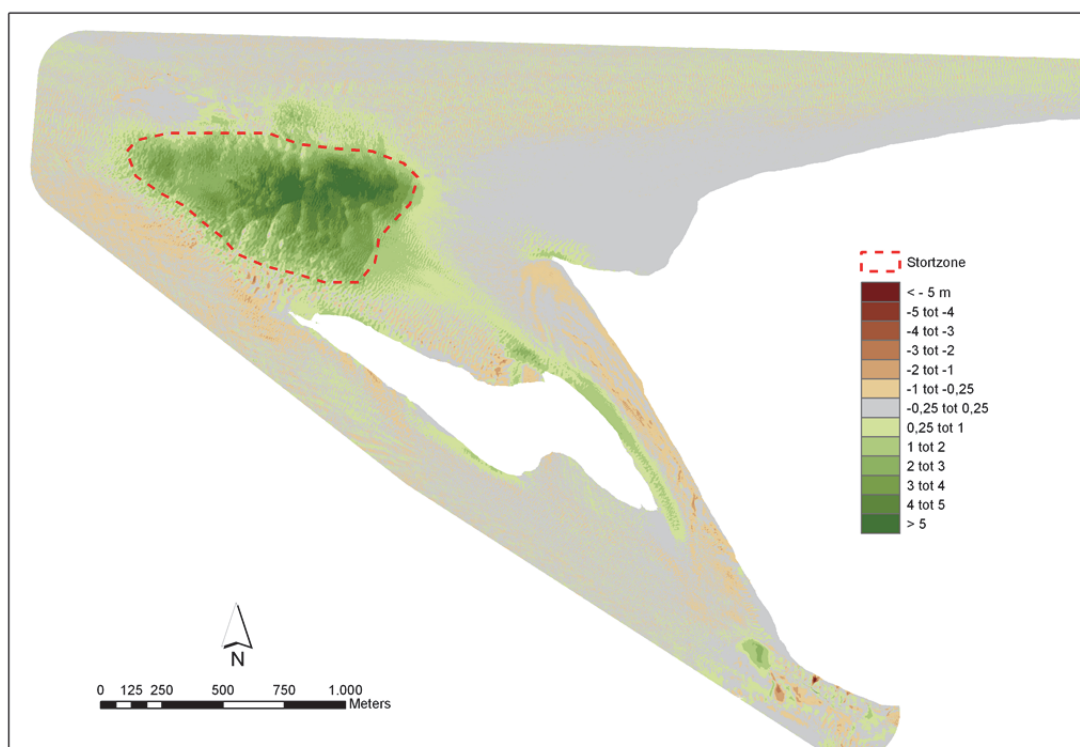 Stortzone
< - 5 m
-5 tot -4
-4 tot -3
-3 tot -2
-2 tot -1
-1 tot -0,25
-0,25 tot 0,25
0,25 tot 1
1 tot 2
2 tot 3
3 tot 4
4 tot 5
> 5
N
0 125 250 500 750 1.000
Meters